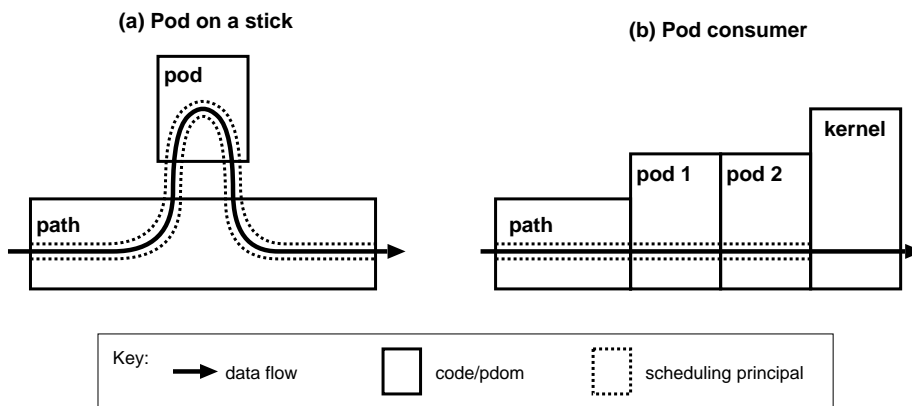 (a) Pod on a stick
(b) Pod consumer
pod
kernel
pod 1
pod 2
path
path
Key:
data flow
code/pdom
scheduling principal